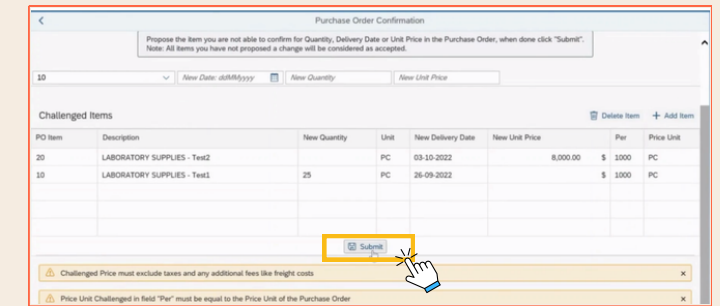 Purchase Order Confirmation
Propose the item you are not able to confirm for Quantity, Delivery Date or Unit Price in the Purchase Order, when done click "Submit".
Note: All items you have not proposed a change will be considered as accepted.
10 New Date: ddMMyyyy New Quantity New Unit Price
Challenged Items Delete Item + Add Item
PO Item Description New Quantity Unit New Delivery Date New Unit Price Per Price Unit
20 LABORATORY SUPPLIES - Test2 PC 03-10-2022 8,000.00 $ 1000 PC
10 LABORATORY SUPPLIES - Test1 25 PC 26-09-2022 $ 1000 PC
Submit
Challenged Price must exclude taxes and any additional fees like freight costs
Price Unit Challenged in field "Per" must be equal to the Price Unit of the Purchase Order